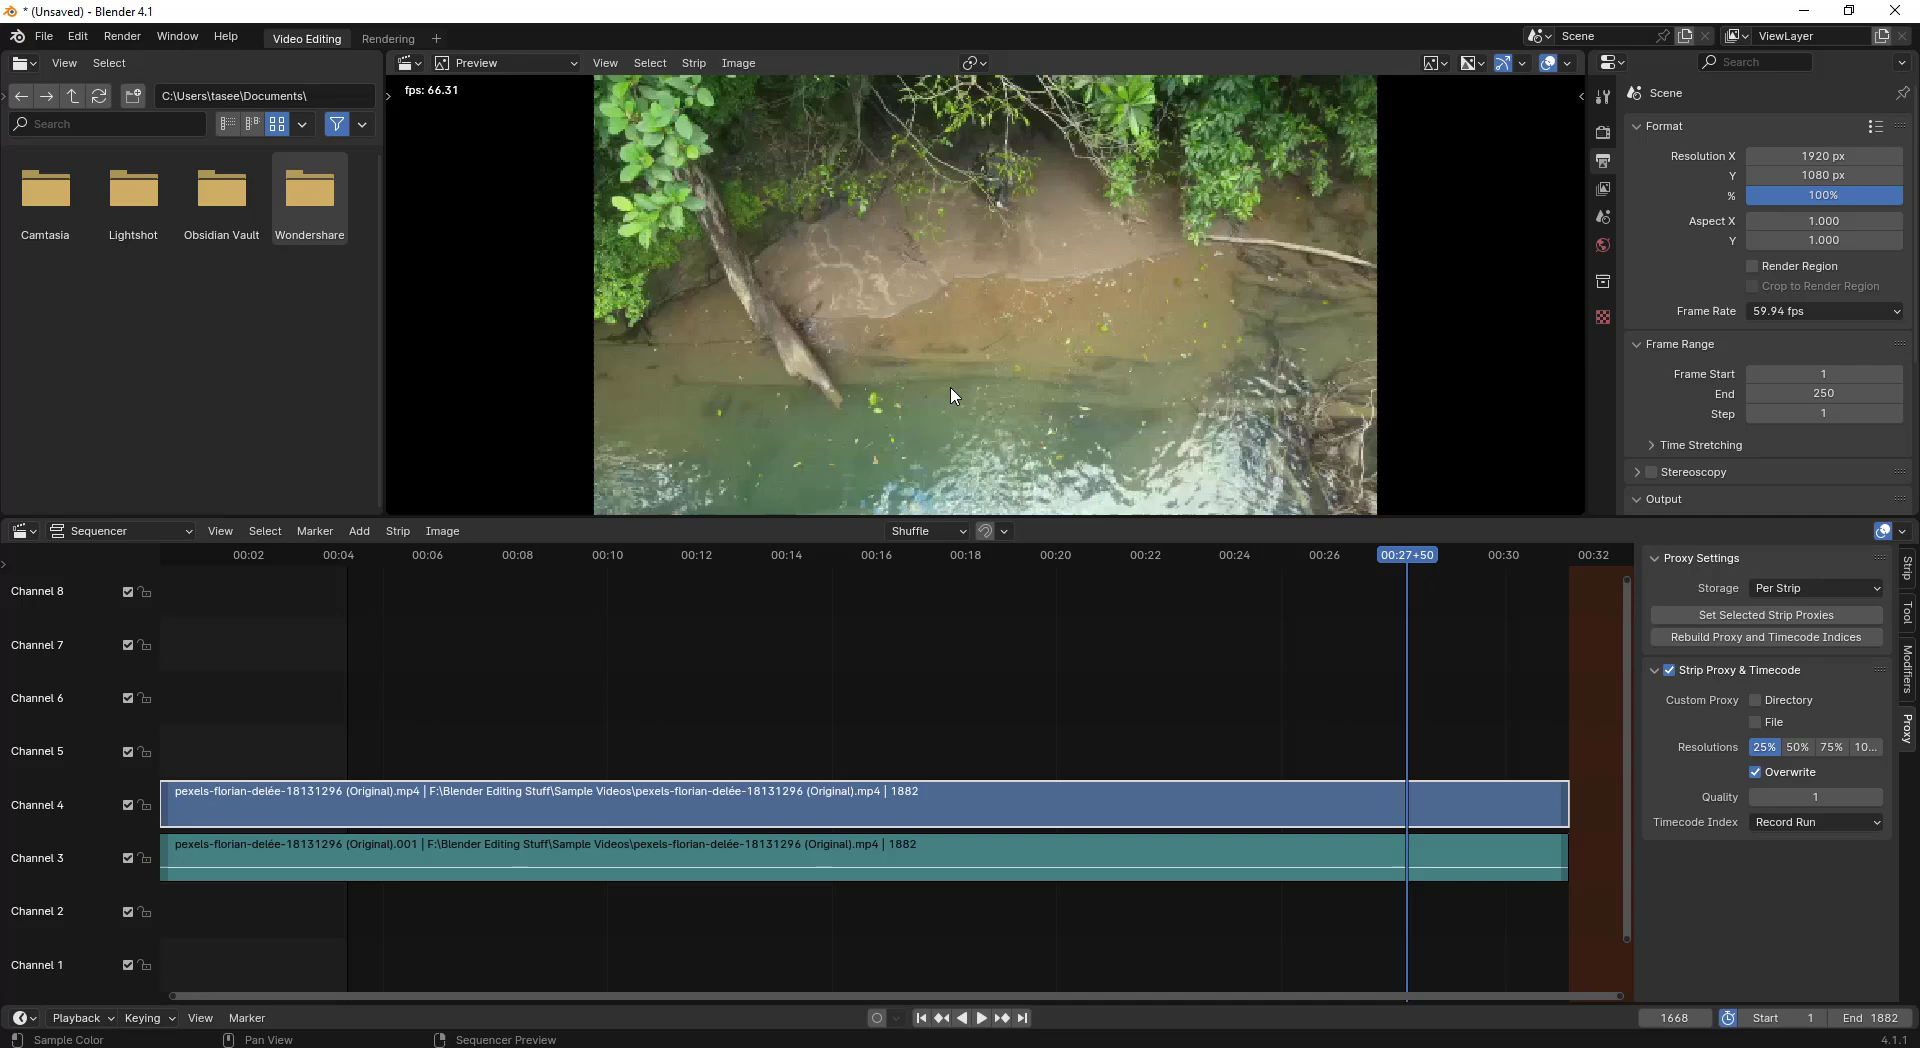 * (Unsaved) - Blender 4.1
File Edit Render Window Help Video Editing Rendering + Scene ViewLayer
View Select
Preview View Select Strip Image
Search
C:\Users\tasee\Documents\
Search
Camtasia Lightshot Obsidian Vault Wondershare
fps: 66.31
Scene
Format
Resolution X 1920 px
Y 1080 px
% 100%
Aspect X 1.000
Y 1.000
Render Region
Crop to Render Region
Frame Rate 59.94 fps
Frame Range
Frame Start 1
End 250
Step 1
Time Stretching
Stereoscopy
Output
Sequencer View Select Marker Add Strip Image Shuffle
00:02 00:04 00:06 00:08 00:10 00:12 00:14 00:16 00:18 00:20 00:22 00:24 00:26 00:27+50 00:30 00:32
Channel 8
Channel 7
Channel 6
Channel 5
Channel 4
Channel 3
Channel 2
Channel 1
pexels-florian-delée-18131296 (Original).mp4 | F:\Blender Editing Stuff\Sample Videos\pexels-florian-delée-18131296 (Original).mp4 | 1882
pexels-florian-delée-18131296 (Original).001 | F:\Blender Editing Stuff\Sample Videos\pexels-florian-delée-18131296 (Original).mp4 | 1882
Proxy Settings
Storage Per Strip
Set Selected Strip Proxies
Rebuild Proxy and Timecode Indices
Strip Proxy & Timecode
Custom Proxy Directory
File
Resolutions 25% 50% 75% 10...
Overwrite
Quality 1
Timecode Index Record Run
Strip
Tool
Modifiers
Proxy
Playback Keying View Marker 1668 Start 1 End 1882
Sample Color Pan View Sequencer Preview 4.1.1